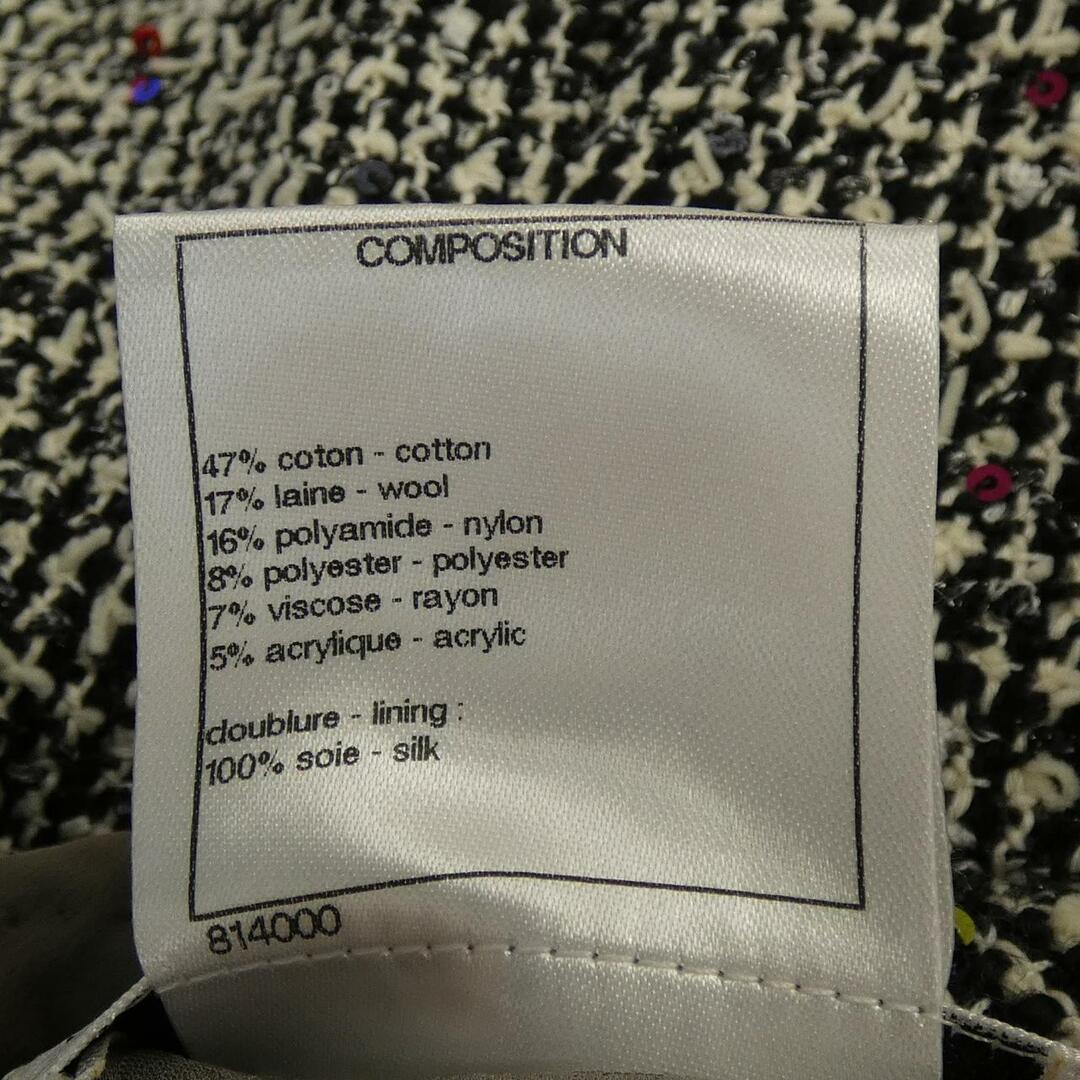 COMPOSITION
47% coton - cotton
17% laine - wool
16% polyamide - nylon
8% polyester - polyester
7% viscose - rayon
5% acrylique - acrylic
doublure - lining :
100% soie - silk
814000